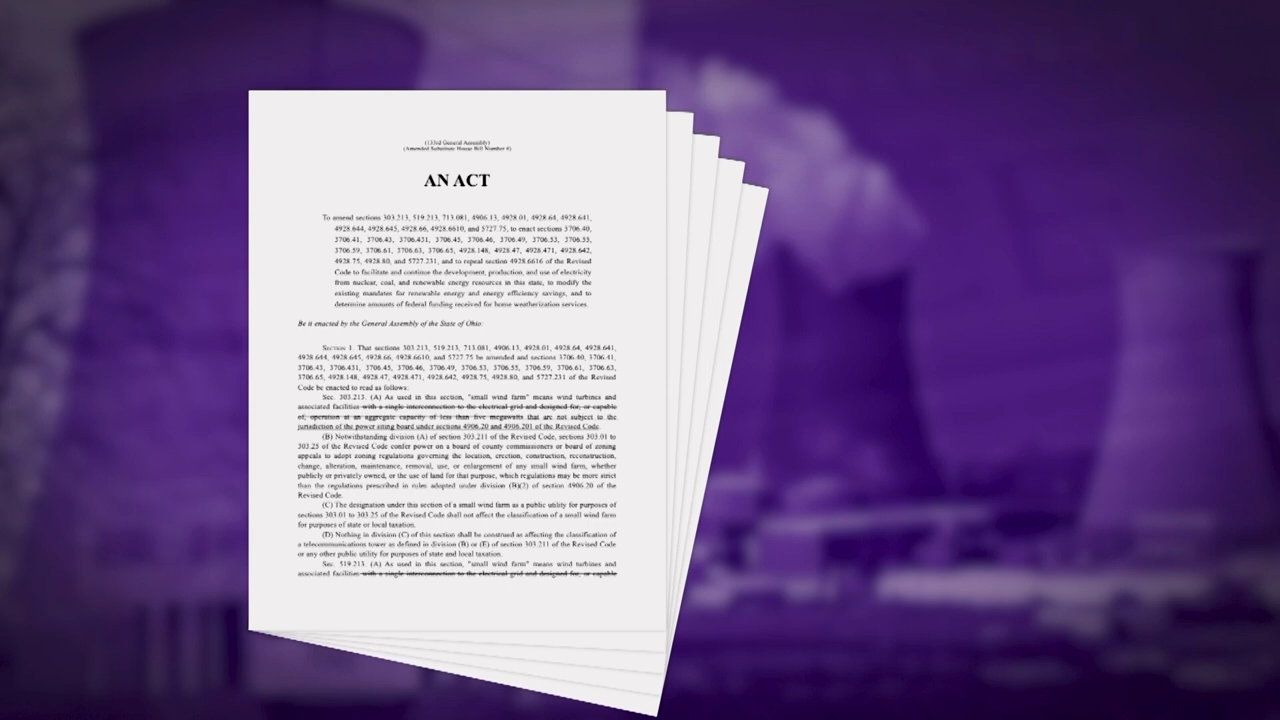 (133rd General Assembly)
(Amended Substitute House Bill Number 6)
AN ACT
To amend sections 303.213, 519.213, 713.081, 4906.13, 4928.01, 4928.64, 4928.641,
4928.644, 4928.645, 4928.66, 4928.6610, and 5727.75, to enact sections 3706.40,
3706.41, 3706.43, 3706.431, 3706.45, 3706.46, 3706.49, 3706.53, 3706.55,
3706.59, 3706.61, 3706.63, 3706.65, 4928.148, 4928.47, 4928.471, 4928.642,
4928.75, 4928.80, and 5727.231, and to repeal section 4928.6616 of the Revised
Code to facilitate and continue the development, production, and use of electricity
from nuclear, coal, and renewable energy resources in this state, to modify the
existing mandates for renewable energy and energy efficiency savings, and to
determine amounts of federal funding received for home weatherization services.
Be it enacted by the General Assembly of the State of Ohio:
Section 1. That sections 303.213, 519.213, 713.081, 4906.13, 4928.01, 4928.64, 4928.641,
4928.644, 4928.645, 4928.66, 4928.6610, and 5727.75 be amended and sections 3706.40, 3706.41,
3706.43, 3706.431, 3706.45, 3706.46, 3706.49, 3706.53, 3706.55, 3706.59, 3706.61, 3706.63,
3706.65, 4928.148, 4928.47, 4928.471, 4928.642, 4928.75, 4928.80, and 5727.231 of the Revised
Code be enacted to read as follows:
Sec. 303.213. (A) As used in this section, "small wind farm" means wind turbines and
associated facilities with a single interconnection to the electrical grid and designed for, or capable
of, operation at an aggregate capacity of less than five megawatts that are not subject to the
jurisdiction of the power siting board under sections 4906.20 and 4906.201 of the Revised Code.
(B) Notwithstanding division (A) of section 303.211 of the Revised Code, sections 303.01 to
303.25 of the Revised Code confer power on a board of county commissioners or board of zoning
appeals to adopt zoning regulations governing the location, erection, construction, reconstruction,
change, alteration, maintenance, removal, use, or enlargement of any small wind farm, whether
publicly or privately owned, or the use of land for that purpose, which regulations may be more strict
than the regulations prescribed in rules adopted under division (B)(2) of section 4906.20 of the
Revised Code.
(C) The designation under this section of a small wind farm as a public utility for purposes of
sections 303.01 to 303.25 of the Revised Code shall not affect the classification of a small wind farm
for purposes of state or local taxation.
(D) Nothing in division (C) of this section shall be construed as affecting the classification of
a telecommunications tower as defined in division (B) or (E) of section 303.211 of the Revised Code
or any other public utility for purposes of state and local taxation.
Sec. 519.213. (A) As used in this section, "small wind farm" means wind turbines and
associated facilities with a single interconnection to the electrical grid and designed for, or capable